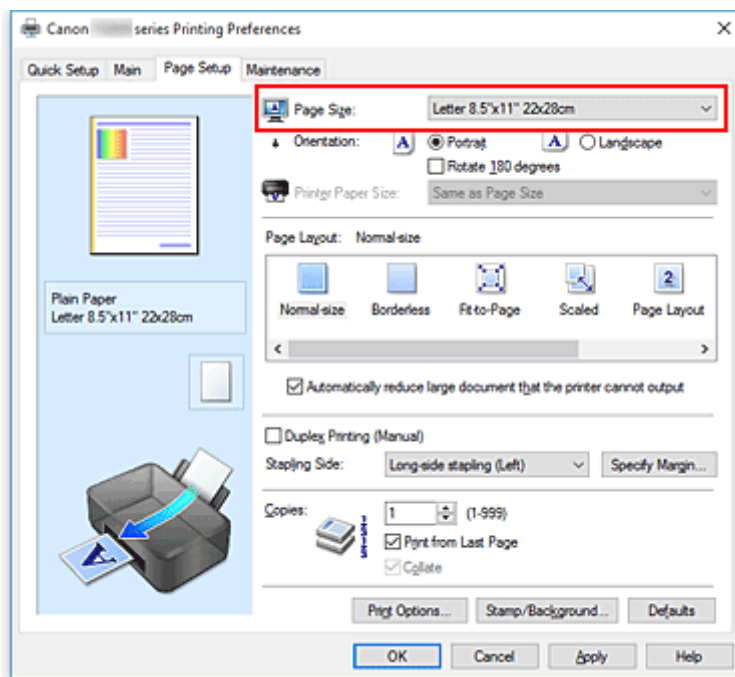 Canon series Printing Preferences
Quick Setup Main Page Setup Maintenance
Page Size: Letter 8.5"x11" 22x28cm
Orientation: A Portrait A Landscape
Rotate 180 degrees
Printer Paper Size: Same as Page Size
Page Layout: Normal-size
2
Normal-size Borderless Fit-to-Page Scaled Page Layout
Plain Paper
Letter 8.5"x11" 22x28cm
Automatically reduce large document that the printer cannot output
Duplex Printing (Manual)
Stapling Side: Long-side stapling (Left) Specify Margin...
Copies: 1 (1-999)
Print from Last Page
Collate
A
Print Options... Stamp/Background... Defaults
OK Cancel Apply Help